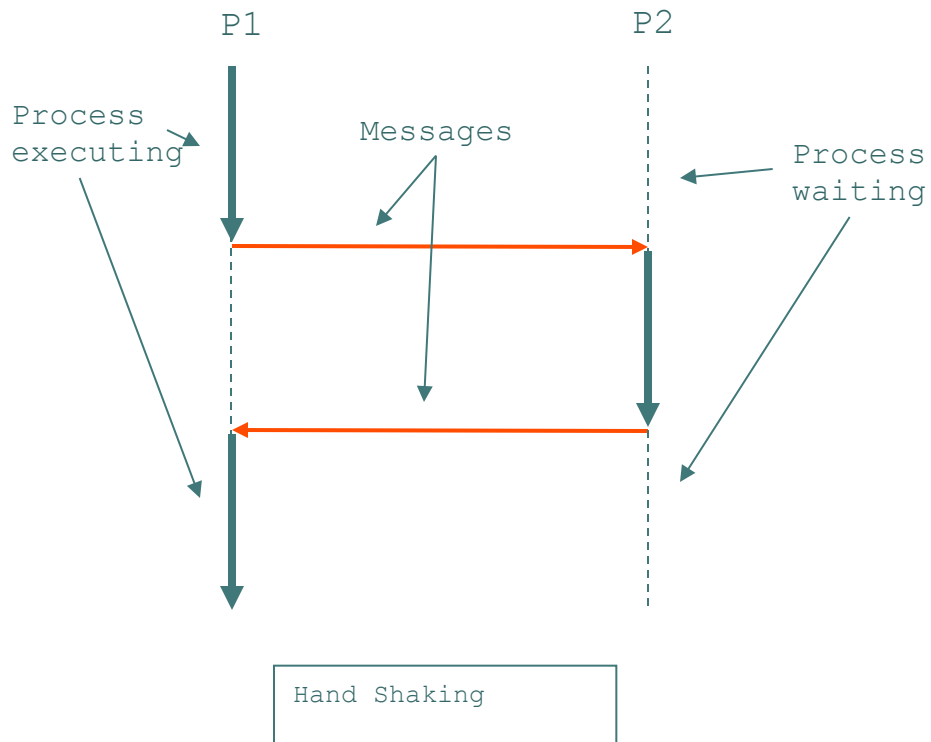 P1
P2
Process
executing
Messages
Process
waiting
Hand Shaking